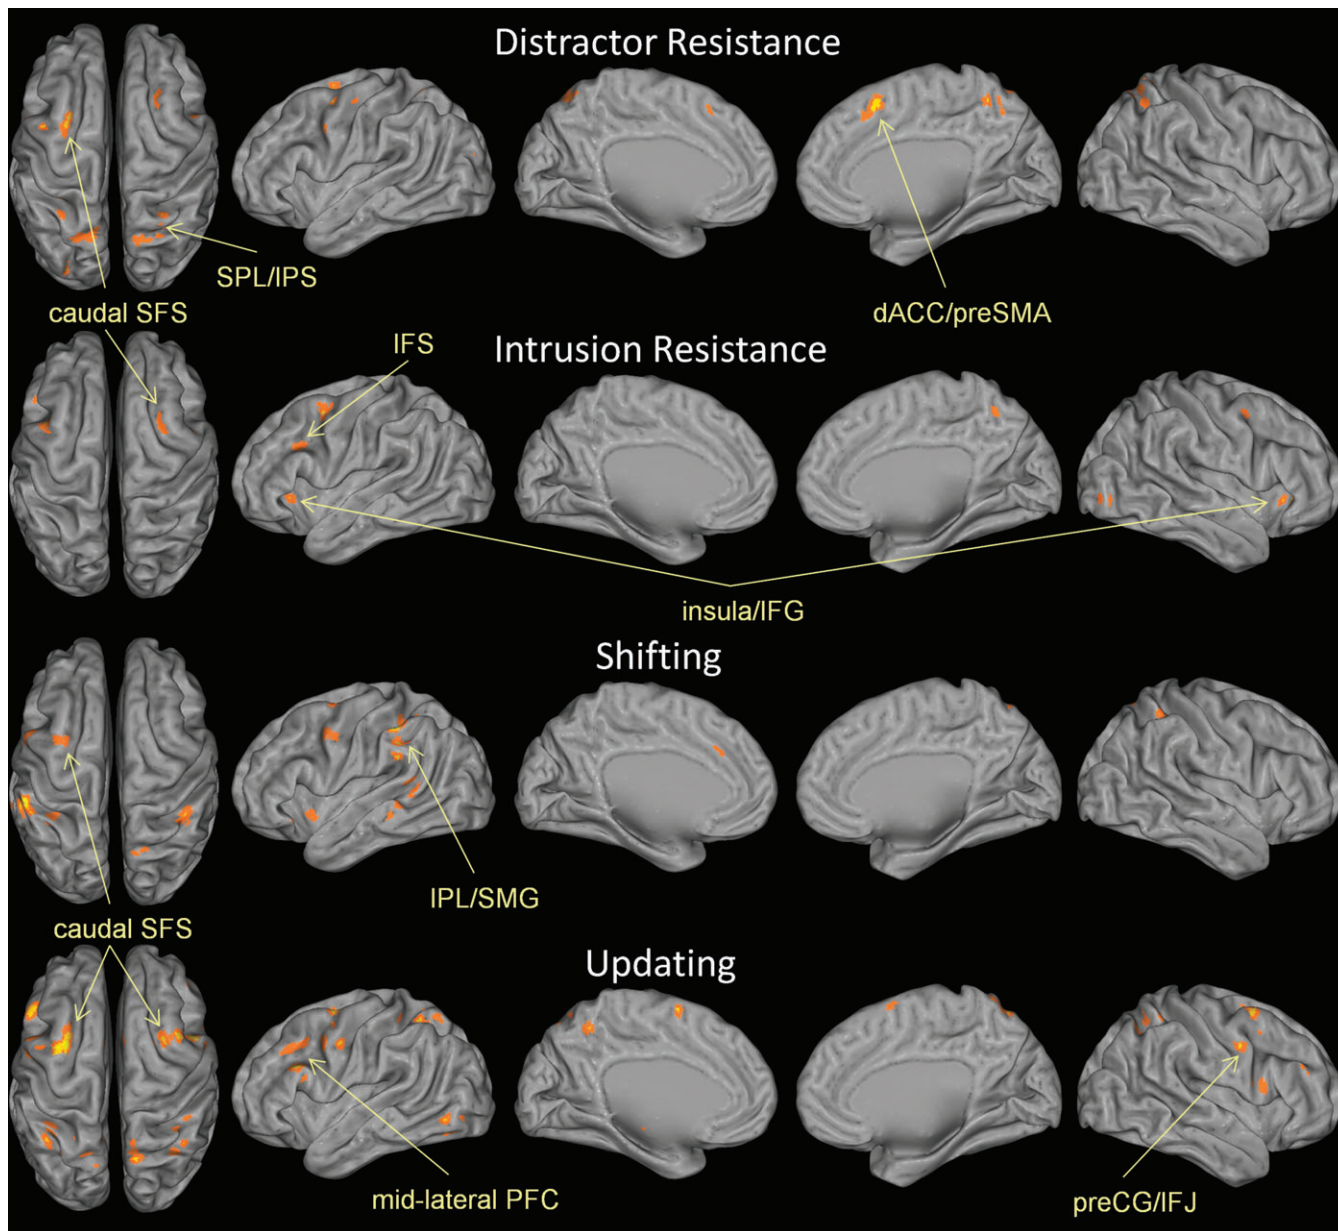 Distractor Resistance
SPL/IPS
caudal SFS
dACC/preSMA
IFS
Intrusion Resistance
insula/IFG
Shifting
IPL/SMG
caudal SFS
Updating
mid-lateral PFC
preCG/IFJ